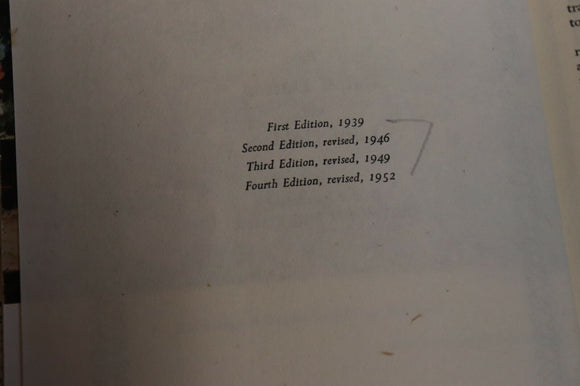 First Edition, 1939
Second Edition, revised, 1946
Third Edition, revised, 1949
Fourth Edition, revised, 1952